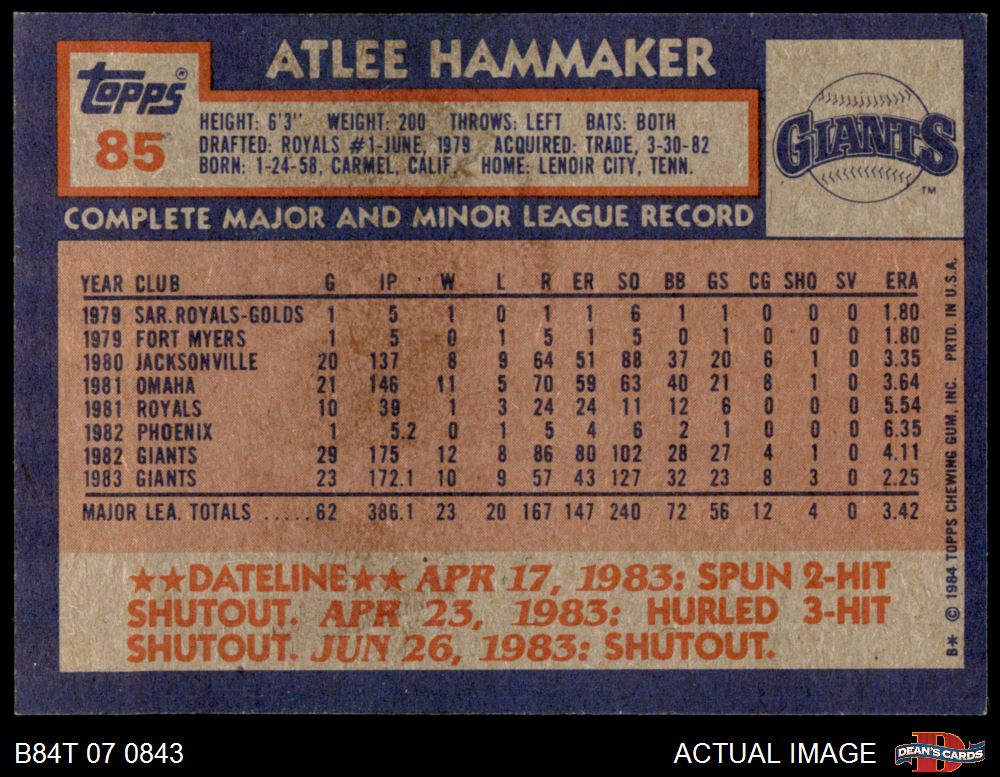 ATLEE HAMMAKER
topps®
85
HEIGHT: 6'3" WEIGHT: 200 THROWS: LEFT BATS: BOTH
DRAFTED: ROYALS #1-JUNE, 1979 ACQUIRED: TRADE, 3-30-82
BORN: 1-24-58, CARMEL, CALIF. HOME: LENOIR CITY, TENN.
GIANTS
TM
COMPLETE MAJOR AND MINOR LEAGUE RECORD
YEAR CLUB G IP W L R ER SO BB GS CG SHO SV ERA
1979 SAR.ROYALS-GOLDS 1 5 1 0 1 1 6 1 1 0 0 0 1.80
1979 FORT MYERS 1 5 0 1 5 1 5 0 1 0 0 0 1.80
1980 JACKSONVILLE 20 137 8 9 64 51 88 37 20 6 1 0 3.35
1981 OMAHA 21 146 11 5 70 59 63 40 21 8 1 0 3.64
1981 ROYALS 10 39 1 3 24 24 11 12 6 0 0 0 5.54
1982 PHOENIX 1 5.2 0 1 5 4 6 2 1 0 0 0 6.35
1982 GIANTS 29 175 12 8 86 80 102 28 27 4 1 0 4.11
1983 GIANTS 23 172.1 10 9 57 43 127 32 23 8 3 0 2.25
MAJOR LEA. TOTALS .....62 386.1 23 20 167 147 240 72 56 12 4 0 3.42
★★DATELINE★★ APR 17, 1983: SPUN 2-HIT
SHUTOUT. APR 23, 1983: HURLED 3-HIT
SHUTOUT. JUN 26, 1983: SHUTOUT.
B* © 1984 TOPPS CHEWING GUM, INC. PRTD. IN U.S.A.
B84T 07 0843
ACTUAL IMAGE
D
DEAN'S CARDS